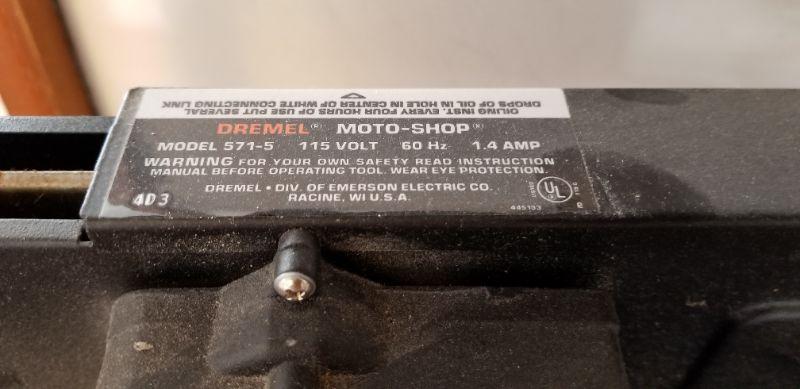 OILING INST. EVERY FOUR HOURS OF USE PUT SEVERAL
DROPS OF OIL IN HOLE IN CENTER OF WHITE CONNECTING LINK
DREMEL® MOTO-SHOP®
MODEL 571-5 115 VOLT 60 Hz 1.4 AMP
WARNING FOR YOUR OWN SAFETY READ INSTRUCTION
MANUAL BEFORE OPERATING TOOL. WEAR EYE PROTECTION.
DREMEL • DIV. OF EMERSON ELECTRIC CO.
RACINE, WI U.S.A.
4D3
UL